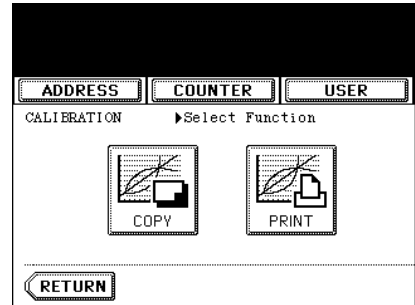 ADDRESS COUNTER USER
CALIBRATION ▶Select Function
COPY PRINT
RETURN